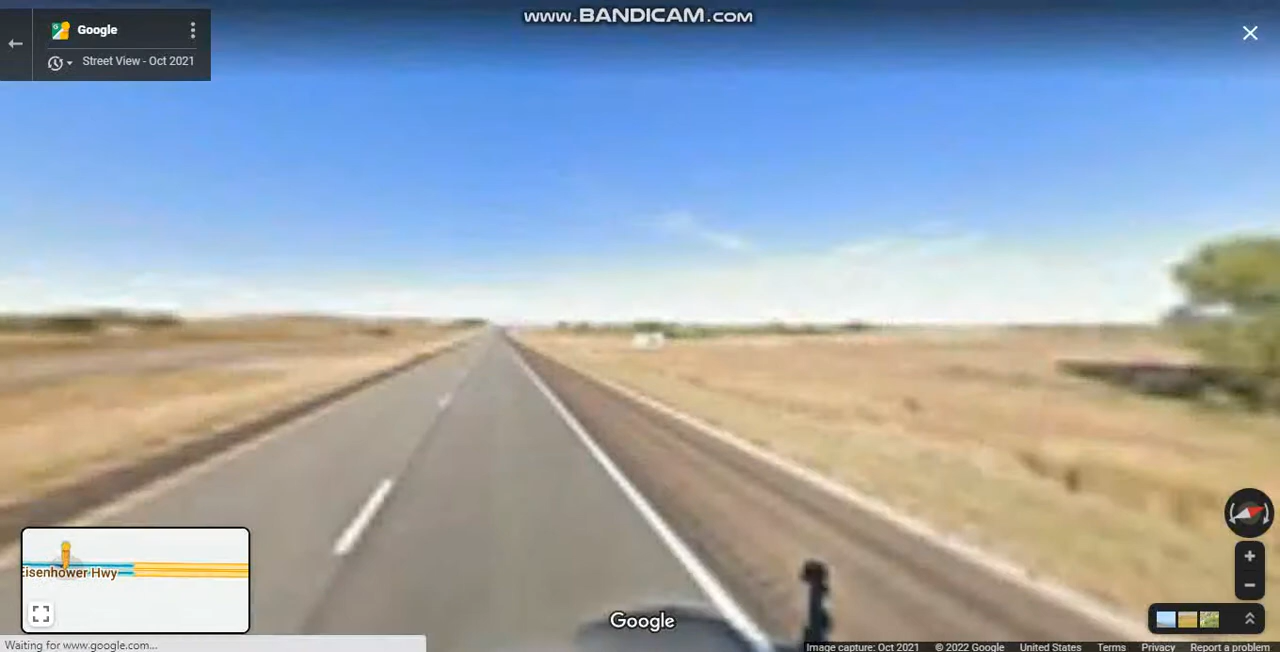 www.BANDICAM.com
Google
Street View - Oct 2021
Eisenhower Hwy
Google
Waiting for www.google.com...
Image capture: Oct 2021 © 2022 Google United States Terms Privacy Report a problem